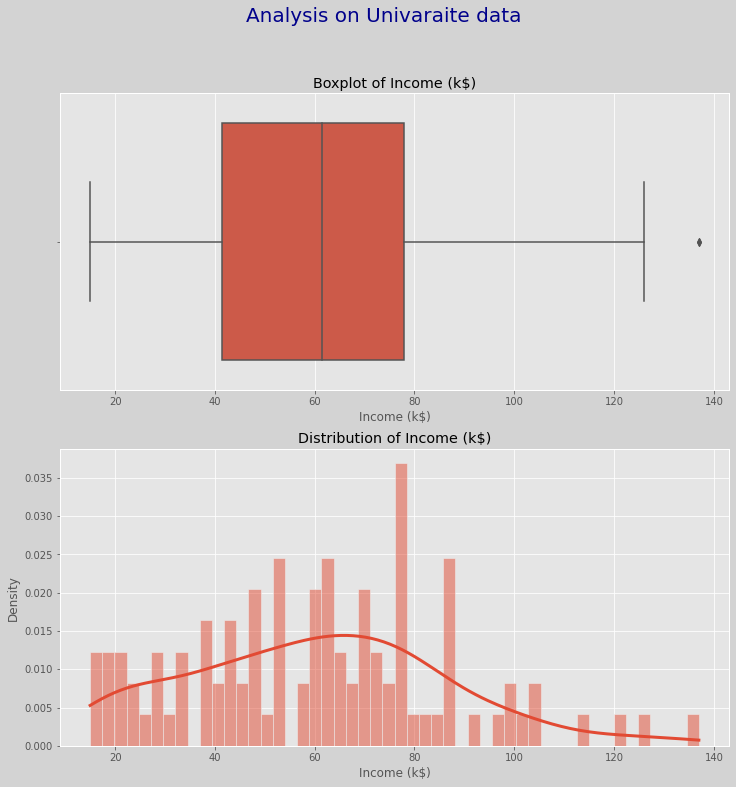 Analysis on Univaraite data
Boxplot of Income (k$)
20 40 60 80 100 120 140
Income (k$)
Distribution of Income (k$)
0.035
0.030
0.025
0.020
0.015
0.010
0.005
0.000
Density
20 40 60 80 100 120 140
Income (k$)